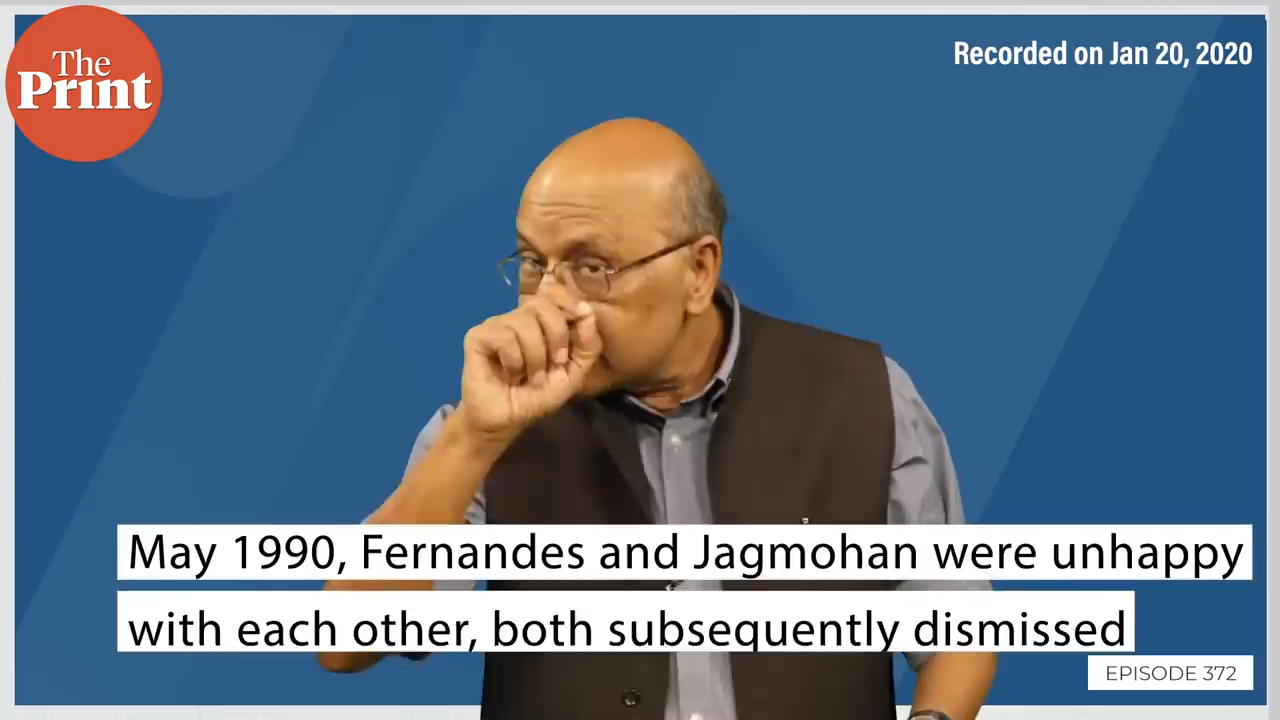 The
Print
Recorded on Jan 20, 2020
May 1990, Fernandes and Jagmohan were unhappy
with each other, both subsequently dismissed
EPISODE 372